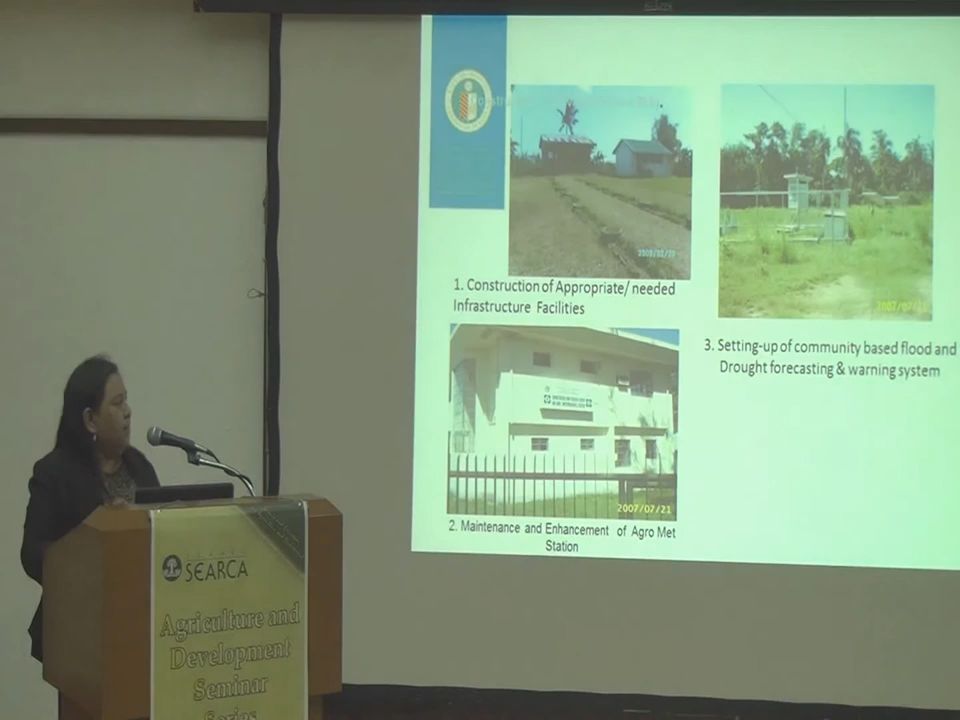 1. Construction of Appropriate/ needed
Infrastructure Facilities
2007/07/21
2. Maintenance and Enhancement of Agro Met
Station
3. Setting-up of community based flood and
Drought forecasting & warning system
SEARCA
Agriculture and
Development
Seminar
Series